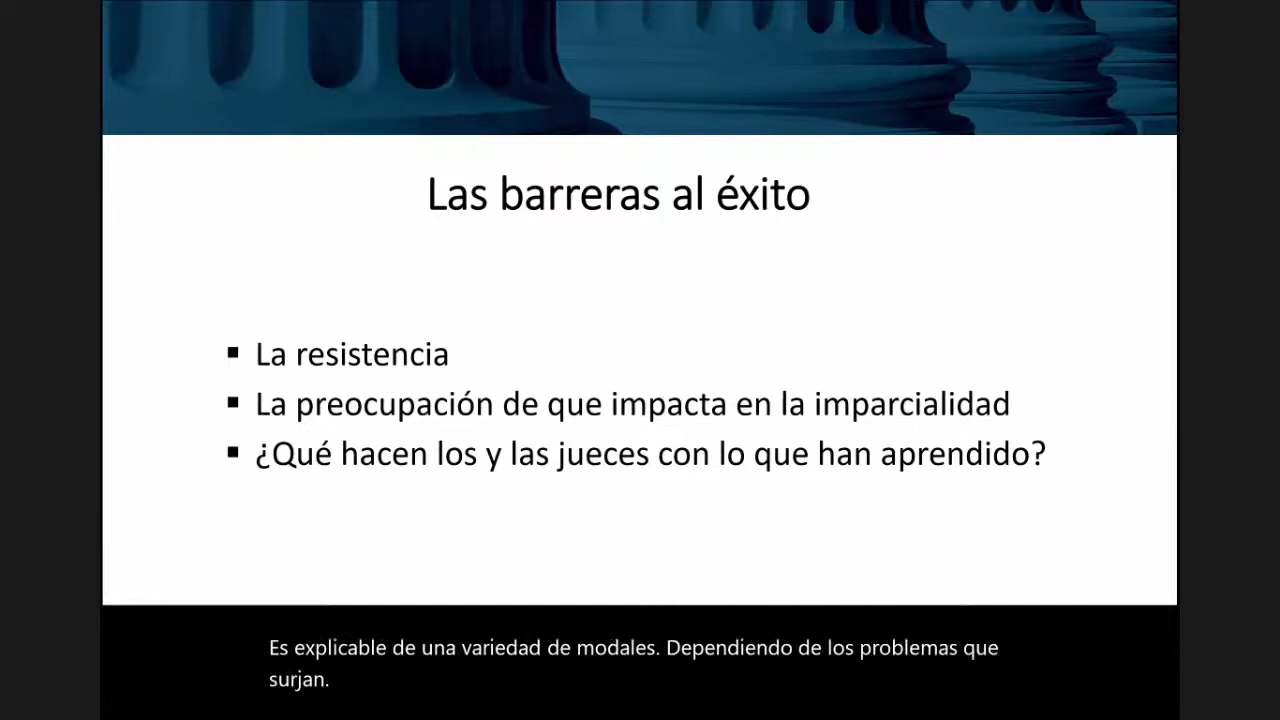 Las barreras al éxito
▪ La resistencia
▪ La preocupación de que impacta en la imparcialidad
▪ ¿Qué hacen los y las jueces con lo que han aprendido?
Es explicable de una variedad de modales. Dependiendo de los problemas que
surjan.